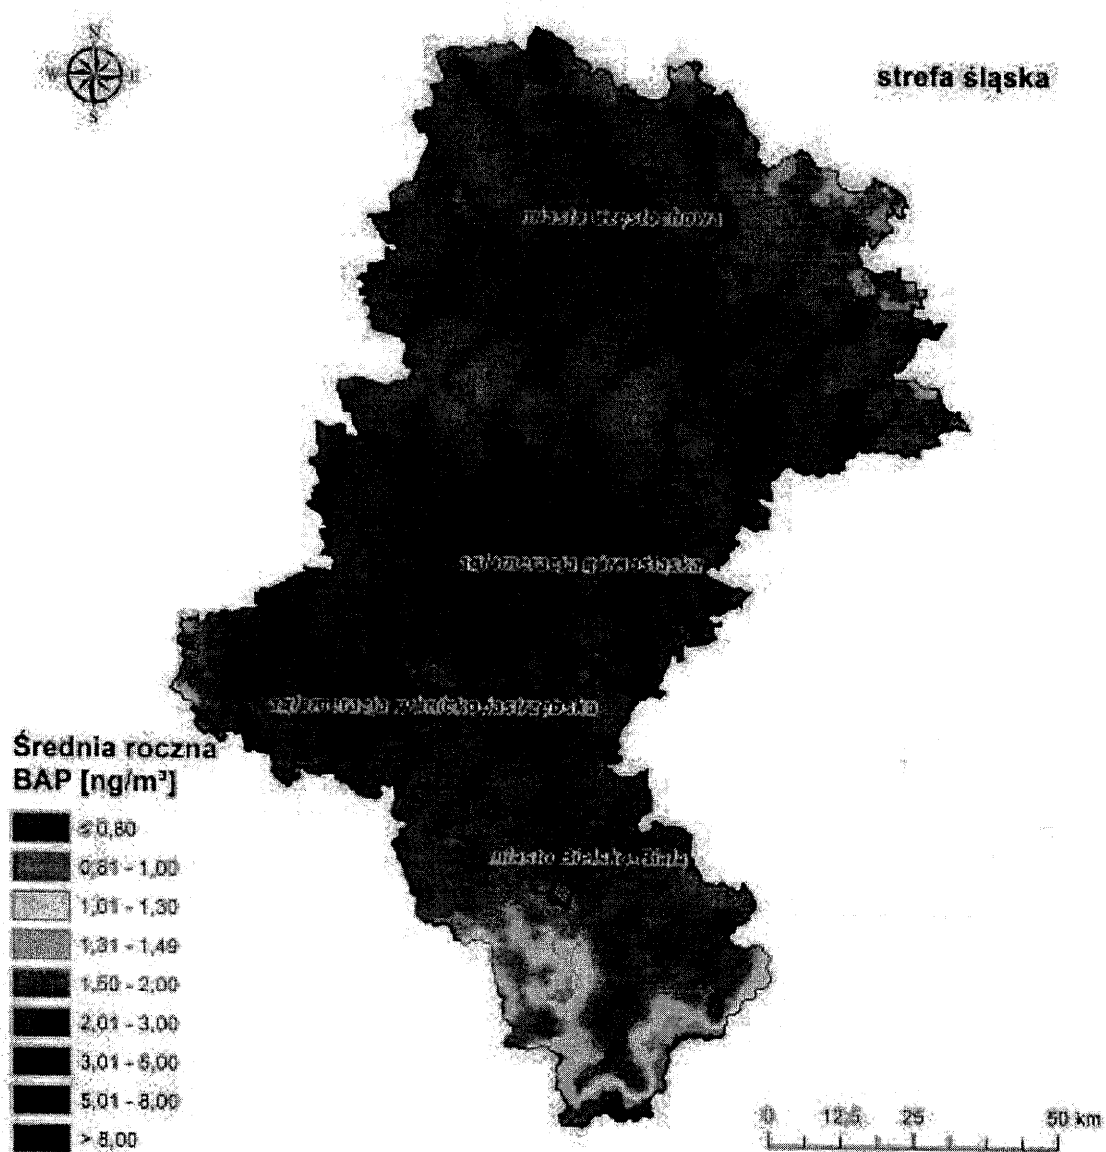 N
W E
S
strefa śląska
miasto Częstochowa
aglomeracja górnośląska
aglomeracja rybnicko-jastrzębska
miasto Bielsko-Biała
Średnia roczna
BAP [ng/m³]
≤ 0,80
0,81 - 1,00
1,01 - 1,30
1,31 - 1,49
1,50 - 2,00
2,01 - 3,00
3,01 - 5,00
5,01 - 8,00
> 8,00
0 12,5 25 50 km